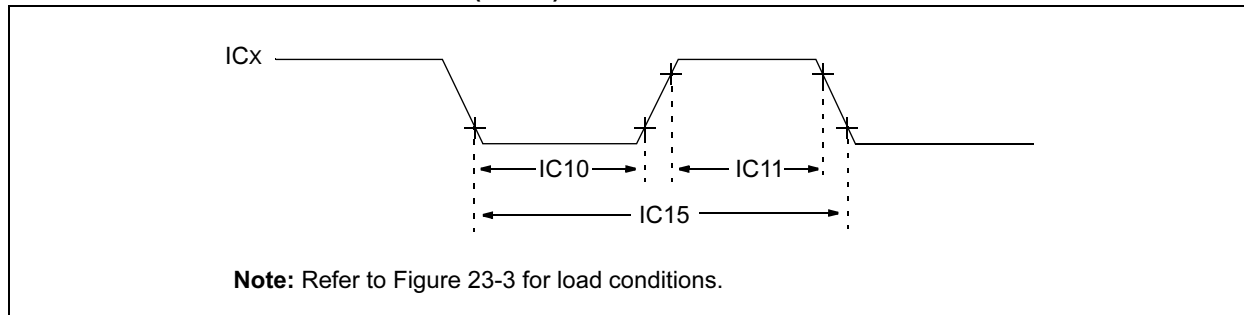 ICx
IC10
IC11
IC15
Note: Refer to Figure 23-3 for load conditions.